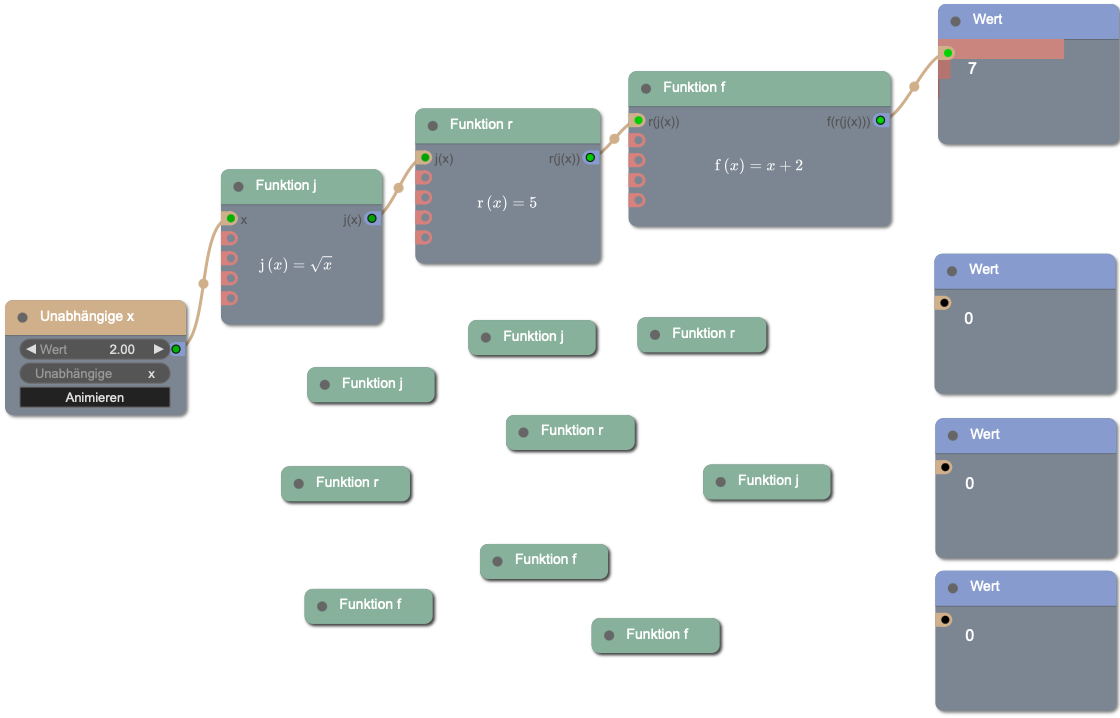 Wert
7
Funktion f
r(j(x))
f(r(j(x)))
f (x) = x + 2
Funktion r
j(x)
r(j(x))
r (x) = 5
Funktion j
x
j(x)
j (x) = √x
Unabhängige x
Wert 2.00
Unabhängige x
Animieren
Wert
0
Funktion j
Funktion r
Funktion j
Funktion r
Wert
0
Funktion r
Funktion j
Funktion f
Funktion f
Funktion f
Wert
0